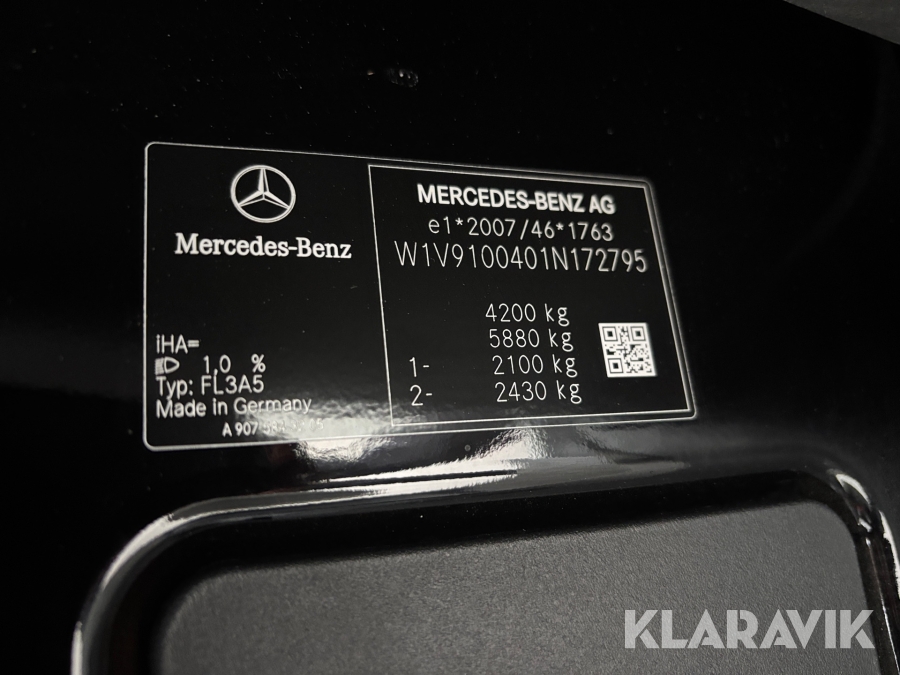 Mercedes-Benz
iHA=
1,0 %
Typ: FL3A5
Made in Germany
A 907
MERCEDES-BENZ AG
e1*2007/46*1763
W1V9100401N172795
4200 kg
5880 kg
1- 2100 kg
2- 2430 kg
KLARAVIK